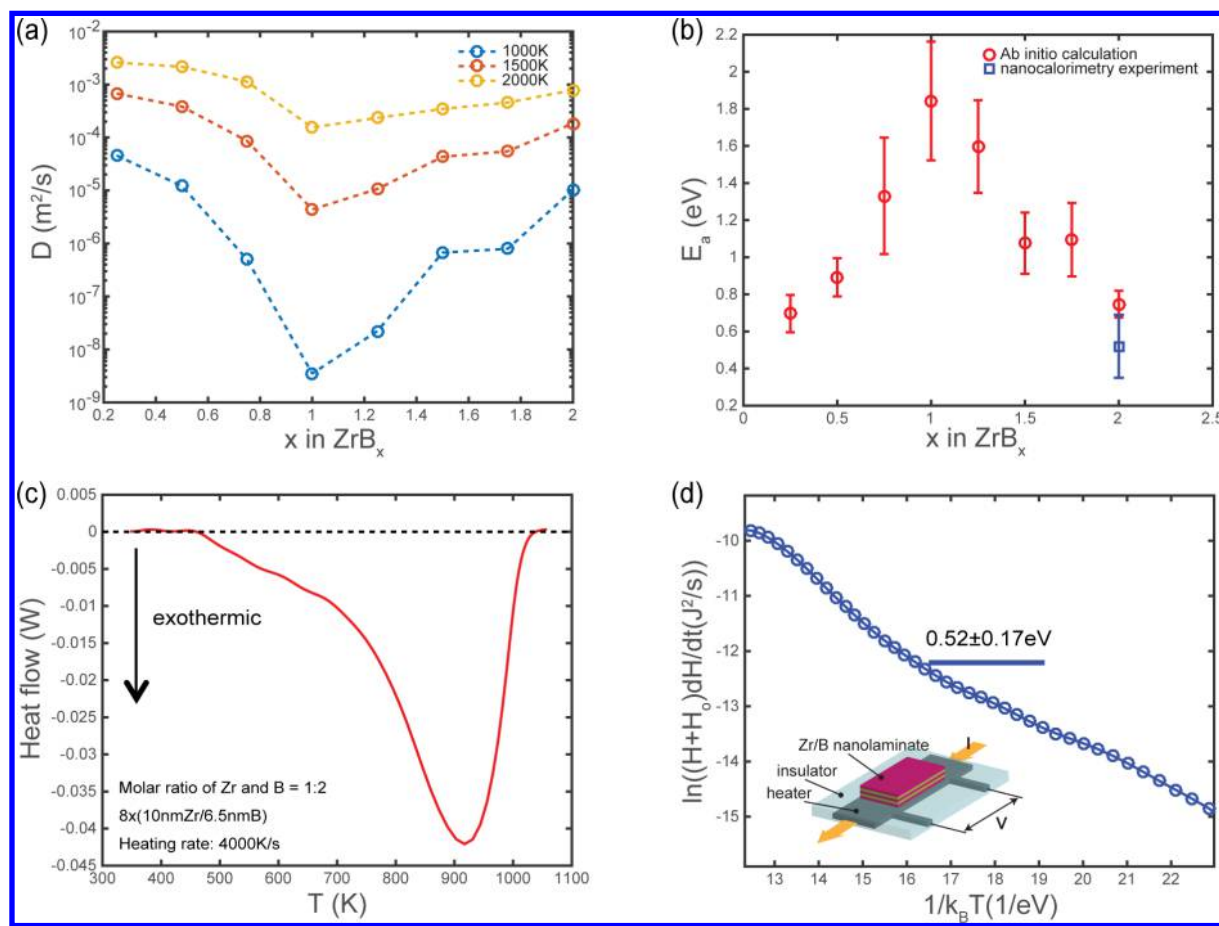 (a)
10⁻²
10⁻³
10⁻⁴
10⁻⁵
10⁻⁶
10⁻⁷
10⁻⁸
10⁻⁹
D (m²/s)
1000K
1500K
2000K
0.2 0.4 0.6 0.8 1 1.2 1.4 1.6 1.8 2
x in ZrBₓ
(b)
2.2
2
1.8
1.6
1.4
1.2
1
0.8
0.6
0.4
0.2
Eₐ (eV)
Ab initio calculation
nanocalorimetry experiment
0 0.5 1 1.5 2 2.5
x in ZrBₓ
(c)
0.005
0
-0.005
-0.01
-0.015
-0.02
-0.025
-0.03
-0.035
-0.04
-0.045
Heat flow (W)
exothermic
Molar ratio of Zr and B = 1:2
8x(10nmZr/6.5nmB)
Heating rate: 4000K/s
300 400 500 600 700 800 900 1000 1100
T (K)
(d)
-10
-11
-12
-13
-14
-15
ln((H+Hₒ)dH/dt(J²/s))
0.52±0.17eV
Zr/B nanolaminate
insulator
heater
I
V
13 14 15 16 17 18 19 20 21 22
1/k_BT(1/eV)